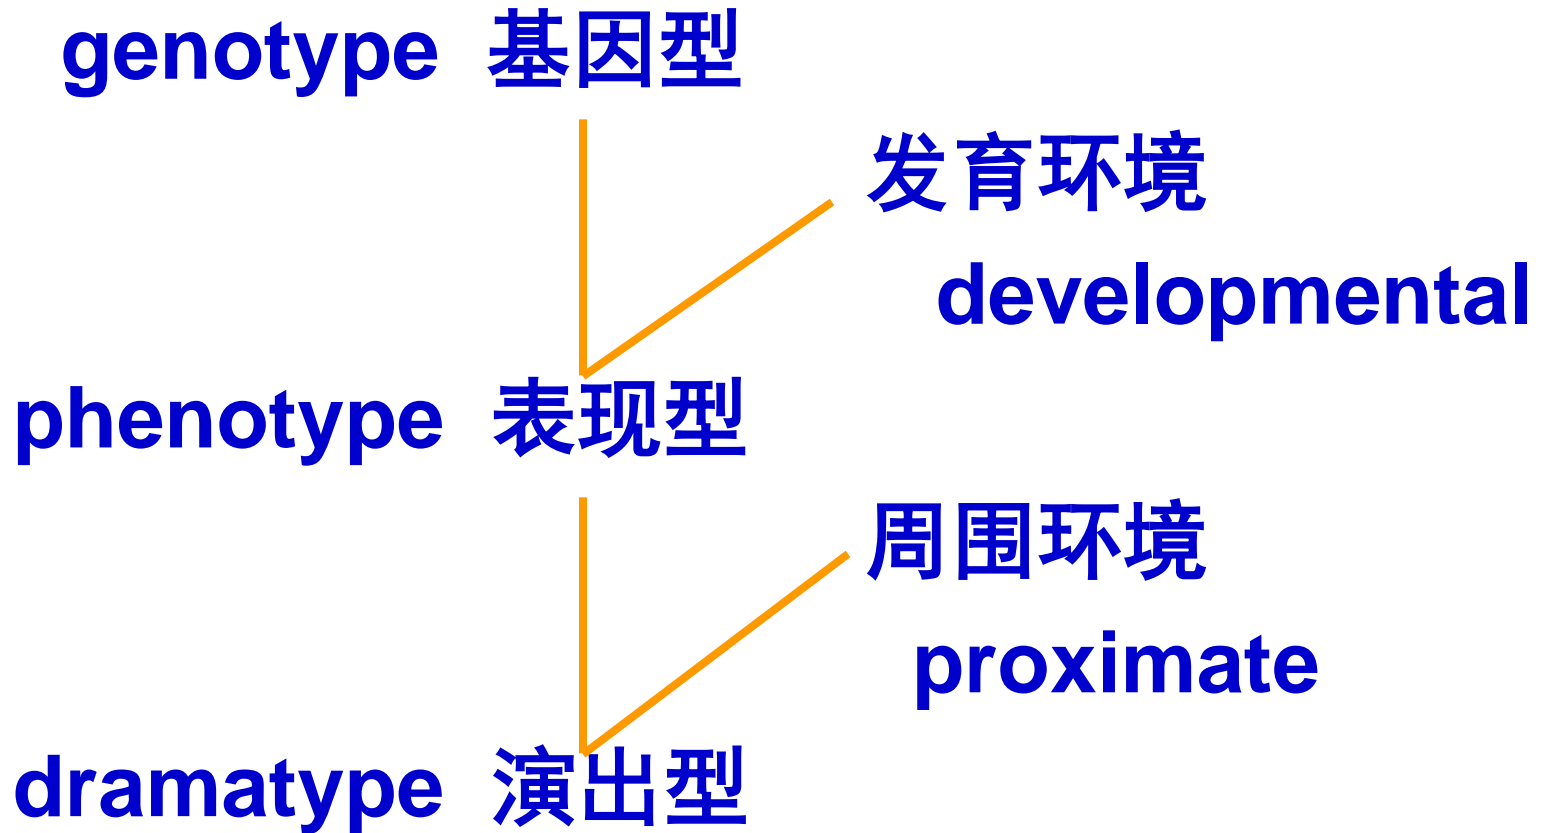 genotype 基因型
发育环境
developmental
phenotype 表现型
周围环境
proximate
dramatype 演出型